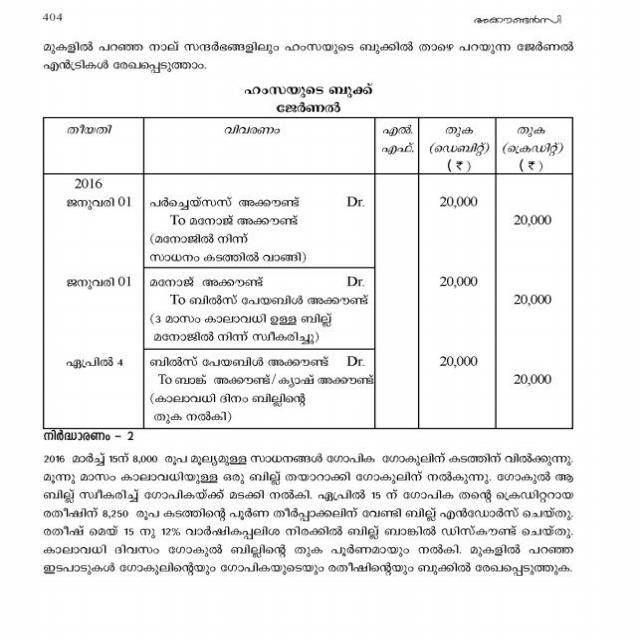 404
അക്കൗണ്ടൻസി
മുകളിൽ പറഞ്ഞ നാല് സന്ദർഭങ്ങളിലും ഹംസയുടെ ബുക്കിൽ താഴെ പറയുന്ന ജേർണൽ
എൻട്രികൾ രേഖപ്പെടുത്താം.
ഹംസയുടെ ബുക്ക്
ജേർണൽ
തീയതി വിവരണം എൽ. തുക തുക
എഫ്. (ഡെബിറ്റ്) (ക്രെഡിറ്റ്)
(₹) (₹)
2016
ജനുവരി 01 പർച്ചെയ്സസ് അക്കൗണ്ട് Dr. 20,000
To മനോജ് അക്കൗണ്ട് 20,000
(മനോജിൽ നിന്ന്
സാധനം കടത്തിൽ വാങ്ങി)
ജനുവരി 01 മനോജ് അക്കൗണ്ട് Dr. 20,000
To ബിൽസ് പേയബിൾ അക്കൗണ്ട് 20,000
(3 മാസം കാലാവധി ഉള്ള ബില്ല്
മനോജിൽ നിന്ന് സ്വീകരിച്ചു)
ഏപ്രിൽ 4 ബിൽസ് പേയബിൾ അക്കൗണ്ട് Dr. 20,000
To ബാങ്ക് അക്കൗണ്ട്/ക്യാഷ് അക്കൗണ്ട് 20,000
(കാലാവധി ദിനം ബില്ലിന്റെ
തുക നൽകി)
നിർദ്ധാരണം - 2
2016 മാർച്ച് 15ന് 8,000 രൂപ മൂല്യമുള്ള സാധനങ്ങൾ ഗോപിക ഗോകുലിന് കടത്തിന് വിൽക്കുന്നു.
മൂന്നു മാസം കാലാവധിയുള്ള ഒരു ബില്ല് തയാറാക്കി ഗോകുലിന് നൽകുന്നു. ഗോകുൽ ആ
ബില്ല് സ്വീകരിച്ച് ഗോപികയ്ക്ക് മടക്കി നൽകി. ഏപ്രിൽ 15 ന് ഗോപിക തന്റെ ക്രെഡിറ്ററായ
രതീഷിന് 8,250 രൂപ കടത്തിന്റെ പൂർണ തീർപ്പാക്കലിന് വേണ്ടി ബില്ല് എൻഡോർസ് ചെയ്തു.
രതീഷ് മെയ് 15 നു 12% വാർഷികപ്പലിശ നിരക്കിൽ ബില്ല് ബാങ്കിൽ ഡിസ്കൗണ്ട് ചെയ്തു.
കാലാവധി ദിവസം ഗോകുൽ ബില്ലിന്റെ തുക പൂർണമായും നൽകി. മുകളിൽ പറഞ്ഞ
ഇടപാടുകൾ ഗോകുലിന്റെയും ഗോപികയുടെയും രതീഷിന്റെയും ബുക്കിൽ രേഖപ്പെടുത്തുക.